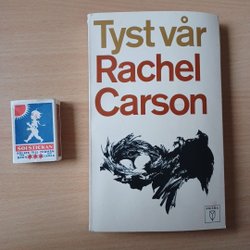 Tyst vår
Rachel
Carson
SOLSTICKAN